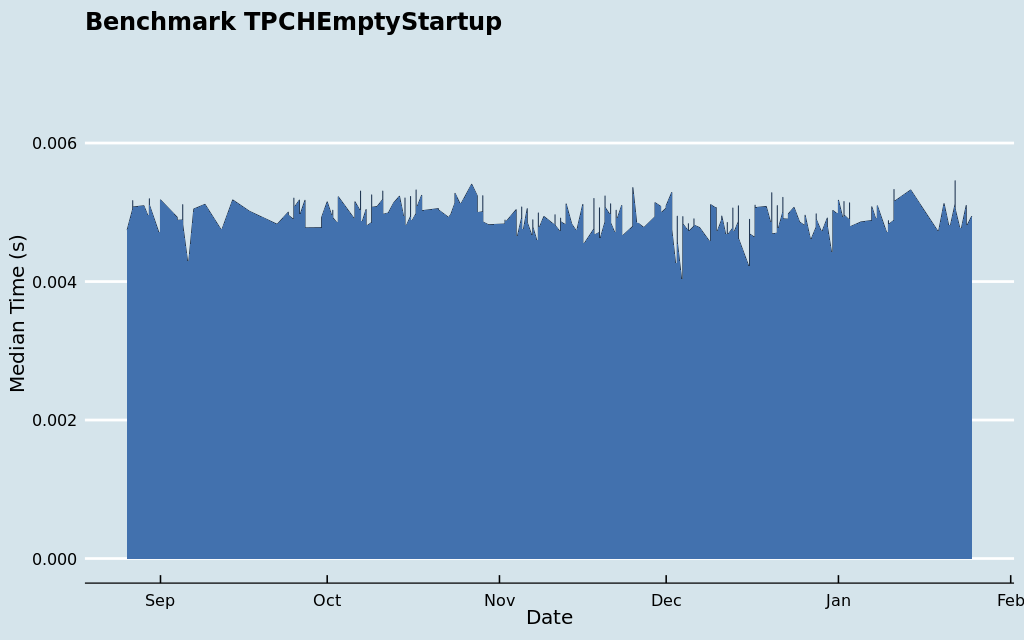 Benchmark TPCHEmptyStartup
0.006
0.004
0.002
0.000
Median Time (s)
Sep Oct Nov Dec Jan Feb
Date